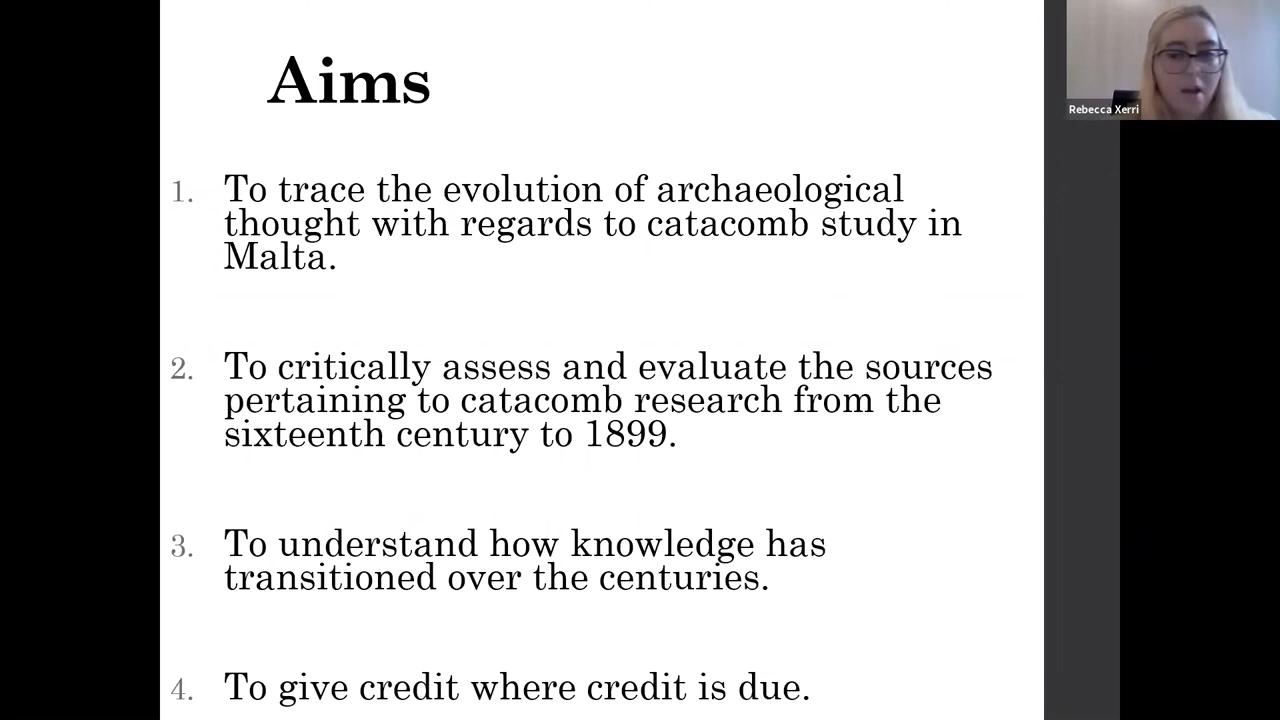 Aims
Rebecca Xerri
1. To trace the evolution of archaeological
thought with regards to catacomb study in
Malta.
2. To critically assess and evaluate the sources
pertaining to catacomb research from the
sixteenth century to 1899.
3. To understand how knowledge has
transitioned over the centuries.
4. To give credit where credit is due.